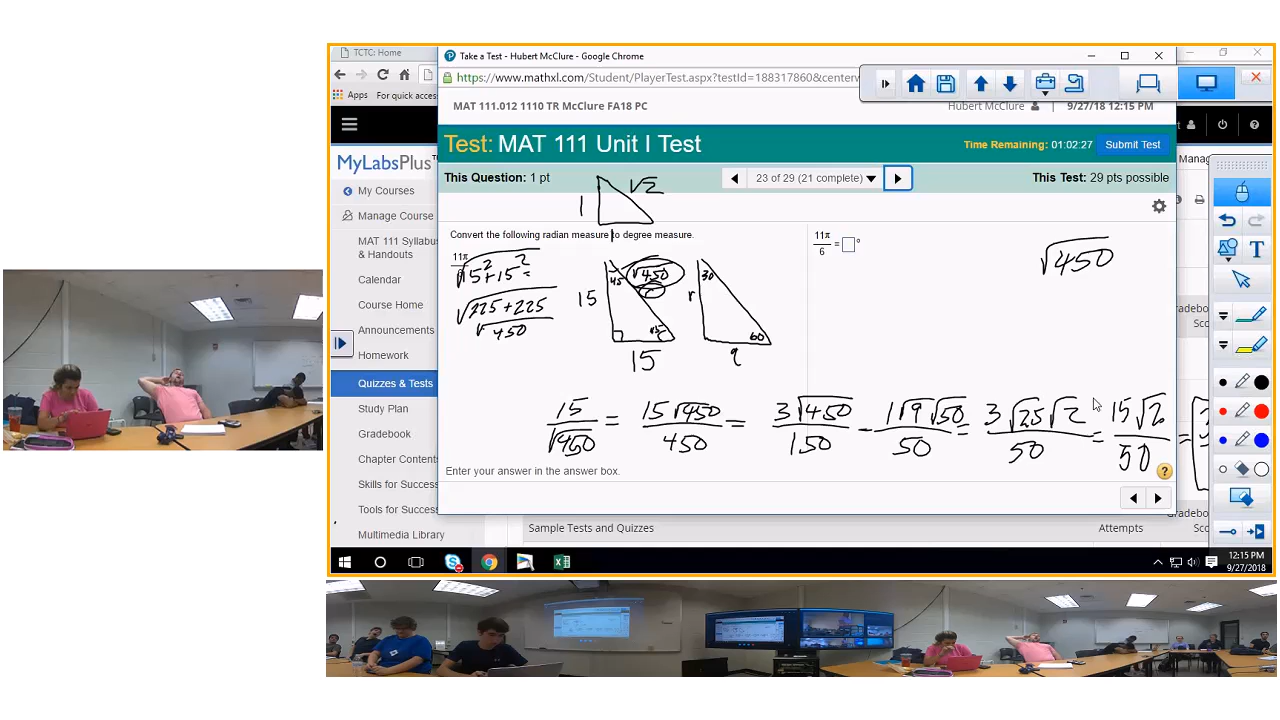 TCTC: Home
Take a Test - Hubert McClure - Google Chrome
https://www.mathxl.com/Student/PlayerTest.aspx?testId=188317860&center
Apps For quick access
MAT 111.012 1110 TR McClure FA18 PC
Hubert McClure
9/27/18 12:15 PM
Test: MAT 111 Unit I Test
Time Remaining: 01:02:27
Submit Test
MyLabsPlus
This Question: 1 pt
23 of 29 (21 complete)
This Test: 29 pts possible
My Courses
Manage Course
MAT 111 Syllabus & Handouts
Calendar
Course Home
Announcements
Homework
Quizzes & Tests
Study Plan
Gradebook
Chapter Contents
Skills for Success
Tools for Success
Multimedia Library
1 √2
1
Convert the following radian measure to degree measure.
11π
11π/6 = °
√450
√15²+15² =
√225+225
√450
15 45 √450
r
45
15
30
r
60
9
15/√450 = 15√450/450 = 3√450/150 = 1√9√50/50 = 3√25√2/50 = 15√2/50 =
Enter your answer in the answer box.
Sample Tests and Quizzes
Attempts
12:15 PM
9/27/2018